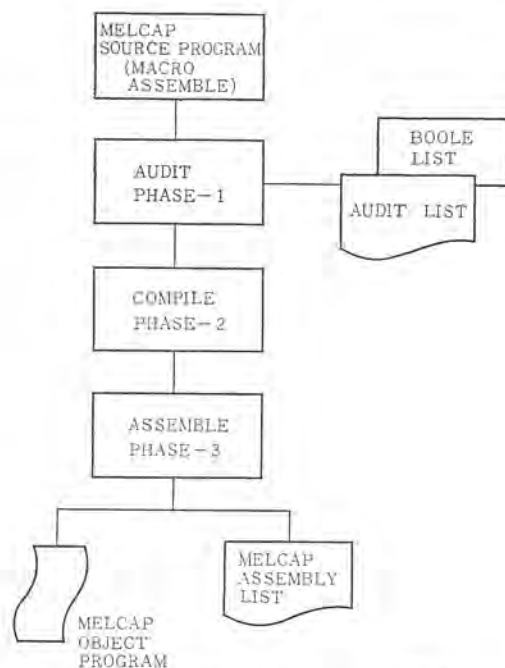 MELCAP
SOURCE PROGRAM
(MACRO
ASSEMBLE)
AUDIT
PHASE-1
BOOLE
LIST
AUDIT LIST
COMPILE
PHASE-2
ASSEMBLE
PHASE-3
MELCAP
OBJECT
PROGRAM
MELCAP
ASSEMBLY
LIST